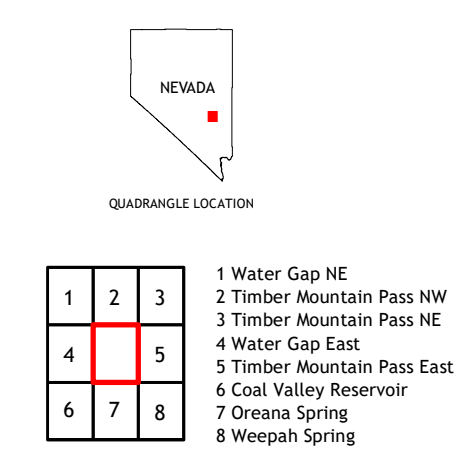 NEVADA
QUADRANGLE LOCATION
1 2 3
4 5
6 7 8
1 Water Gap NE
2 Timber Mountain Pass NW
3 Timber Mountain Pass NE
4 Water Gap East
5 Timber Mountain Pass East
6 Coal Valley Reservoir
7 Oreana Spring
8 Weepah Spring